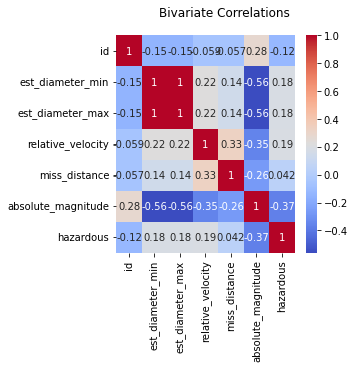 Bivariate Correlations
id 1 -0.15 -0.15 -0.059 -0.057 0.28 -0.12
est_diameter_min -0.15 1 1 0.22 0.14 -0.56 0.18
est_diameter_max -0.15 1 1 0.22 0.14 -0.56 0.18
relative_velocity -0.059 0.22 0.22 1 0.33 -0.35 0.19
miss_distance -0.057 0.14 0.14 0.33 1 -0.26 0.042
absolute_magnitude 0.28 -0.56 -0.56 -0.35 -0.26 1 -0.37
hazardous -0.12 0.18 0.18 0.19 0.042 -0.37 1
id
est_diameter_min
est_diameter_max
relative_velocity
miss_distance
absolute_magnitude
hazardous
1.0
0.8
0.6
0.4
0.2
0.0
−0.2
−0.4